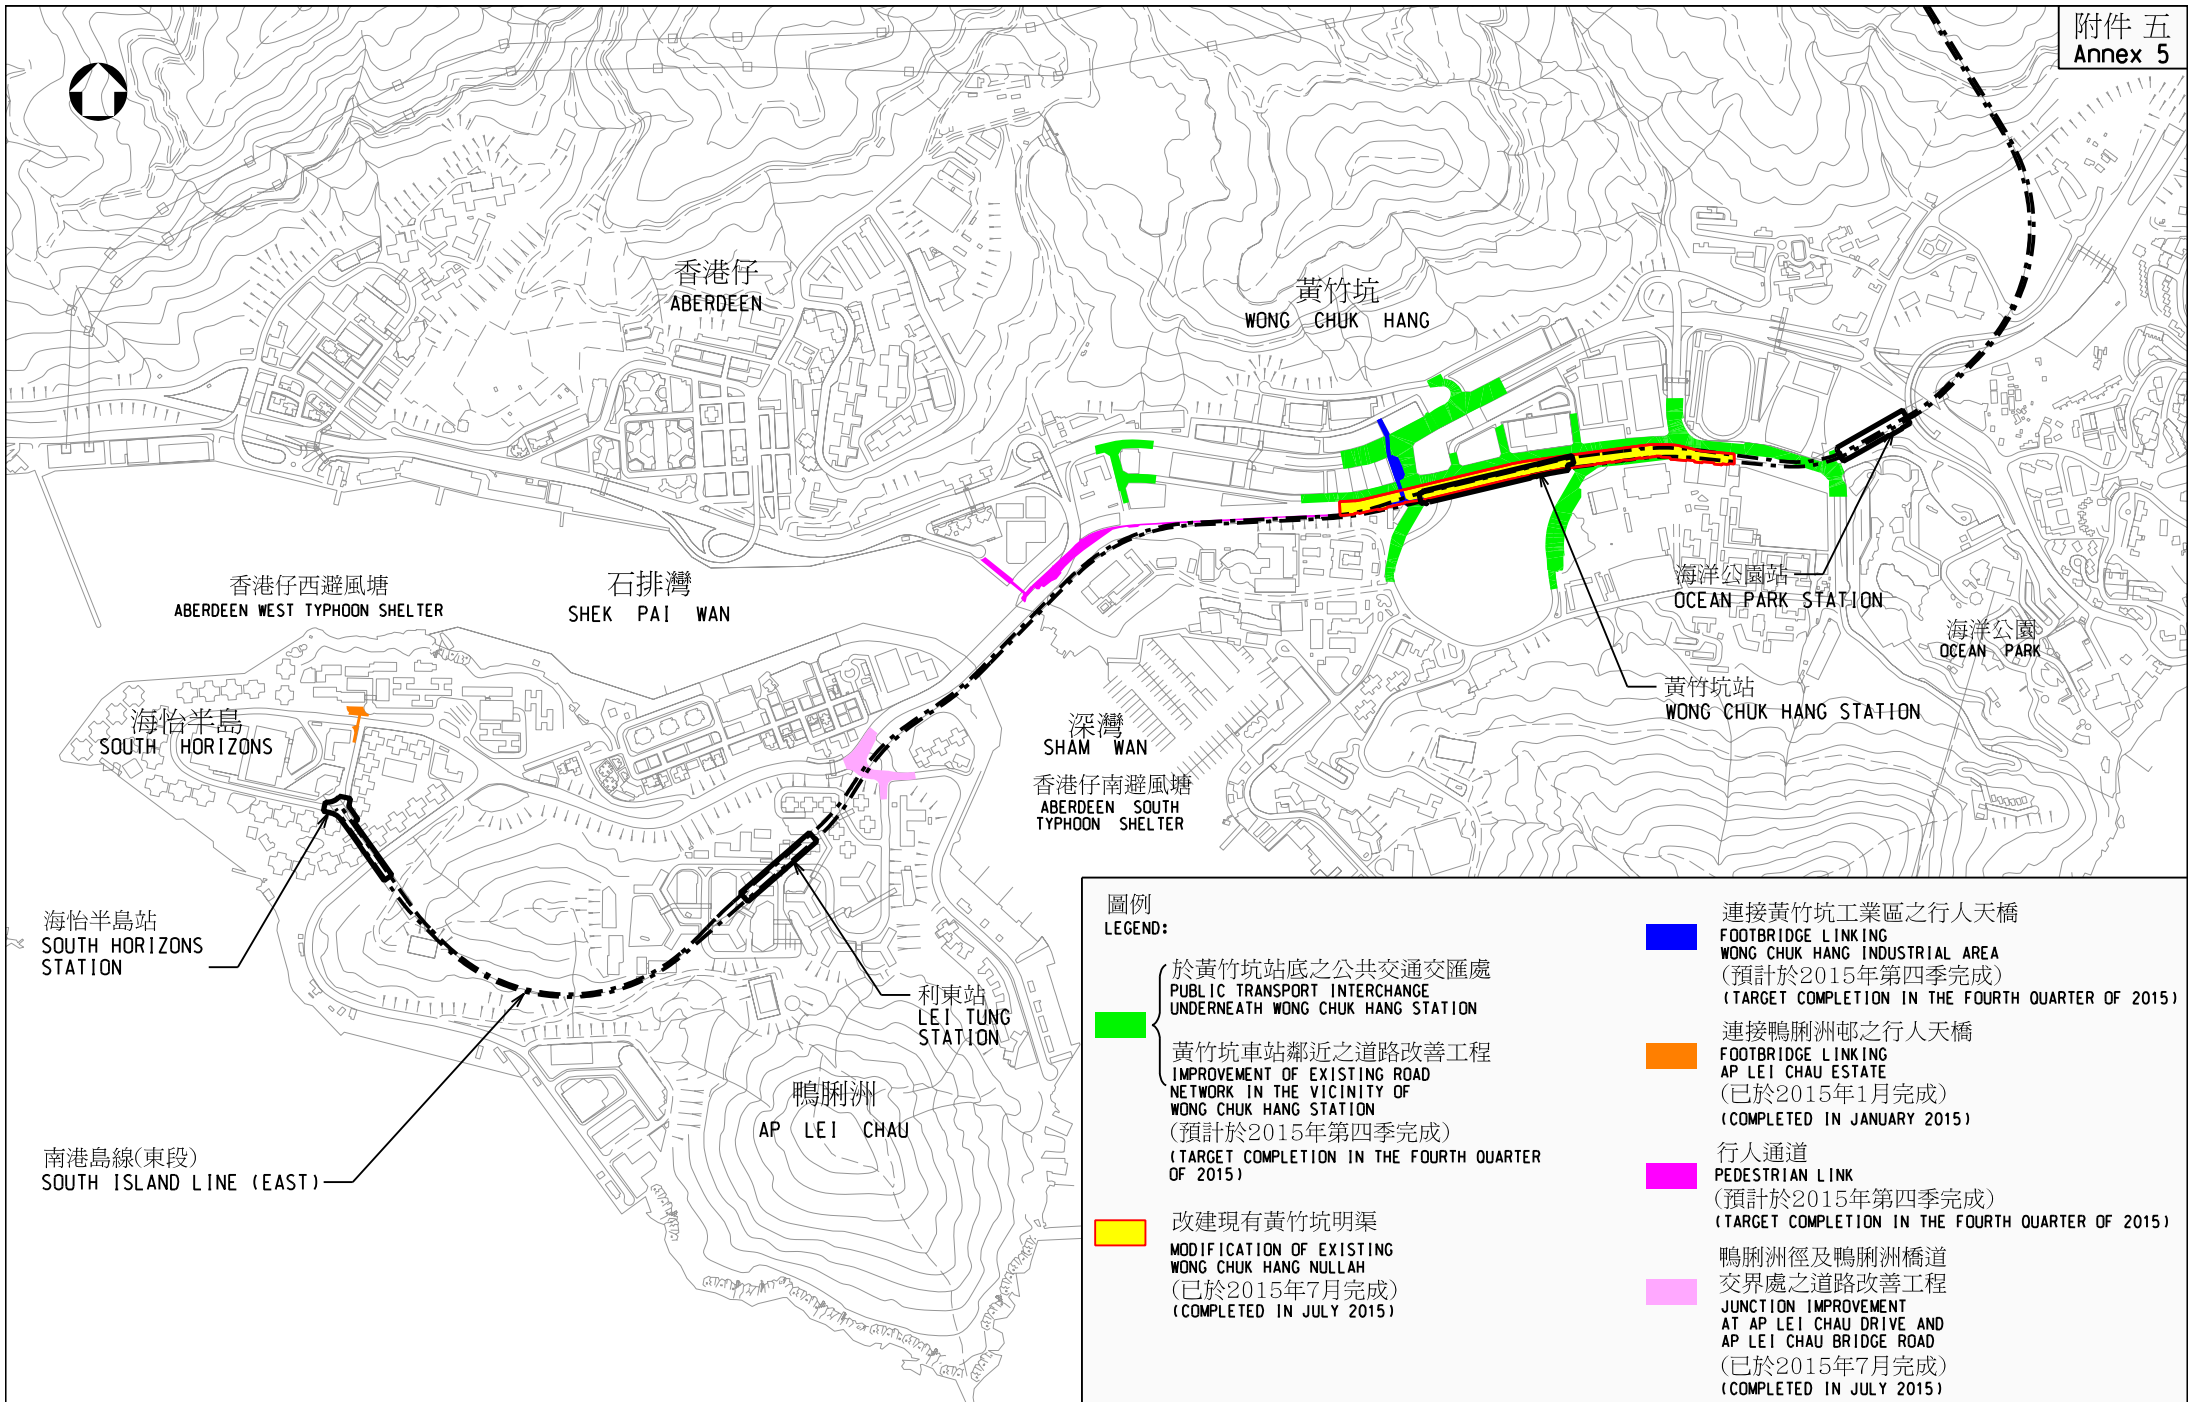 附件 五
Annex 5
香港仔
ABERDEEN
黃竹坑
WONG CHUK HANG
香港仔西避風塘
ABERDEEN WEST TYPHOON SHELTER
石排灣
SHEK PAI WAN
海洋公園站
OCEAN PARK STATION
海洋公園
OCEAN PARK
黃竹坑站
WONG CHUK HANG STATION
海怡半島
SOUTH HORIZONS
深灣
SHAM WAN
香港仔南避風塘
ABERDEEN SOUTH
TYPHOON SHELTER
海怡半島站
SOUTH HORIZONS
STATION
利東站
LEI TUNG
STATION
鴨脷洲
AP LEI CHAU
南港島線(東段)
SOUTH ISLAND LINE (EAST)
圖例
LEGEND:
於黃竹坑站底之公共交通交匯處
PUBLIC TRANSPORT INTERCHANGE
UNDERNEATH WONG CHUK HANG STATION
黃竹坑車站鄰近之道路改善工程
IMPROVEMENT OF EXISTING ROAD
NETWORK IN THE VICINITY OF
WONG CHUK HANG STATION
(預計於2015年第四季完成)
(TARGET COMPLETION IN THE FOURTH QUARTER
OF 2015)
改建現有黃竹坑明渠
MODIFICATION OF EXISTING
WONG CHUK HANG NULLAH
(已於2015年7月完成)
(COMPLETED IN JULY 2015)
連接黃竹坑工業區之行人天橋
FOOTBRIDGE LINKING
WONG CHUK HANG INDUSTRIAL AREA
(預計於2015年第四季完成)
(TARGET COMPLETION IN THE FOURTH QUARTER OF 2015)
連接鴨脷洲邨之行人天橋
FOOTBRIDGE LINKING
AP LEI CHAU ESTATE
(已於2015年1月完成)
(COMPLETED IN JANUARY 2015)
行人通道
PEDESTRIAN LINK
(預計於2015年第四季完成)
(TARGET COMPLETION IN THE FOURTH QUARTER OF 2015)
鴨脷洲徑及鴨脷洲橋道
交界處之道路改善工程
JUNCTION IMPROVEMENT
AT AP LEI CHAU DRIVE AND
AP LEI CHAU BRIDGE ROAD
(已於2015年7月完成)
(COMPLETED IN JULY 2015)